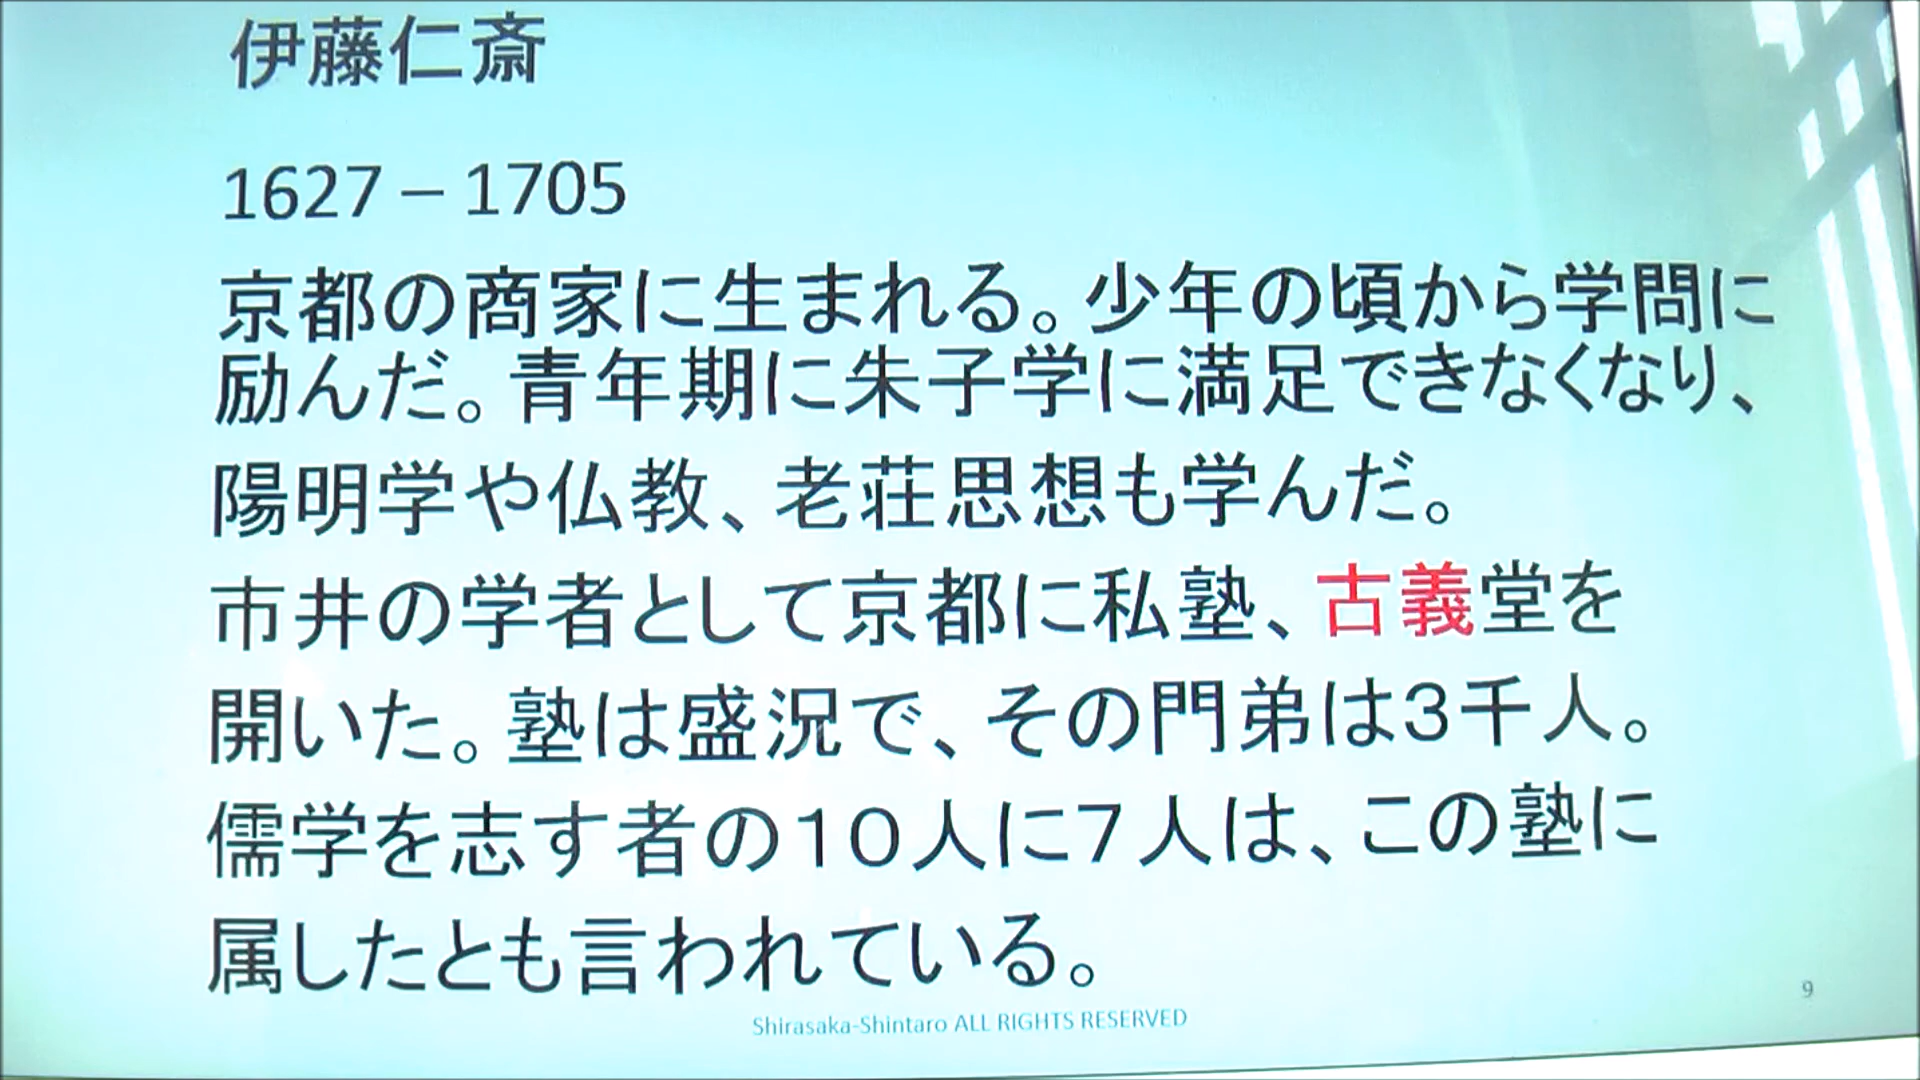 伊藤仁斎
1627 – 1705
京都の商家に生まれる。少年の頃から学問に
励んだ。青年期に朱子学に満足できなくなり、
陽明学や仏教、老荘思想も学んだ。
市井の学者として京都に私塾、古義堂を
開いた。塾は盛況で、その門弟は３千人。
儒学を志す者の１０人に７人は、この塾に
属したとも言われている。
Shirasaka-Shintaro ALL RIGHTS RESERVED
9